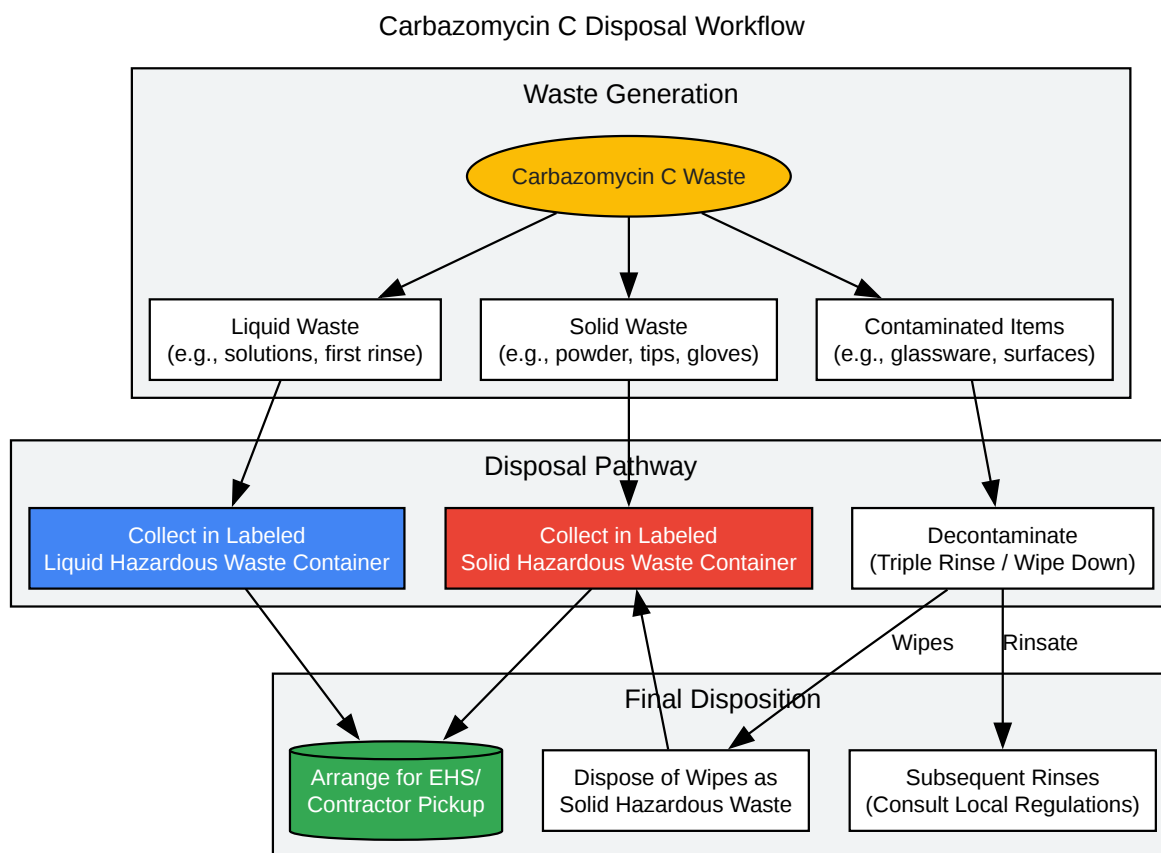 Carbazomycin C Disposal Workflow
Waste Generation
Carbazomycin C Waste
Liquid Waste
(e.g., solutions, first rinse)
Solid Waste
(e.g., powder, tips, gloves)
Contaminated Items
(e.g., glassware, surfaces)
Disposal Pathway
Collect in Labeled
Liquid Hazardous Waste Container
Collect in Labeled
Solid Hazardous Waste Container
Decontaminate
(Triple Rinse / Wipe Down)
Wipes
Rinsate
Final Disposition
Arrange for EHS/
Contractor Pickup
Dispose of Wipes as
Solid Hazardous Waste
Subsequent Rinses
(Consult Local Regulations)